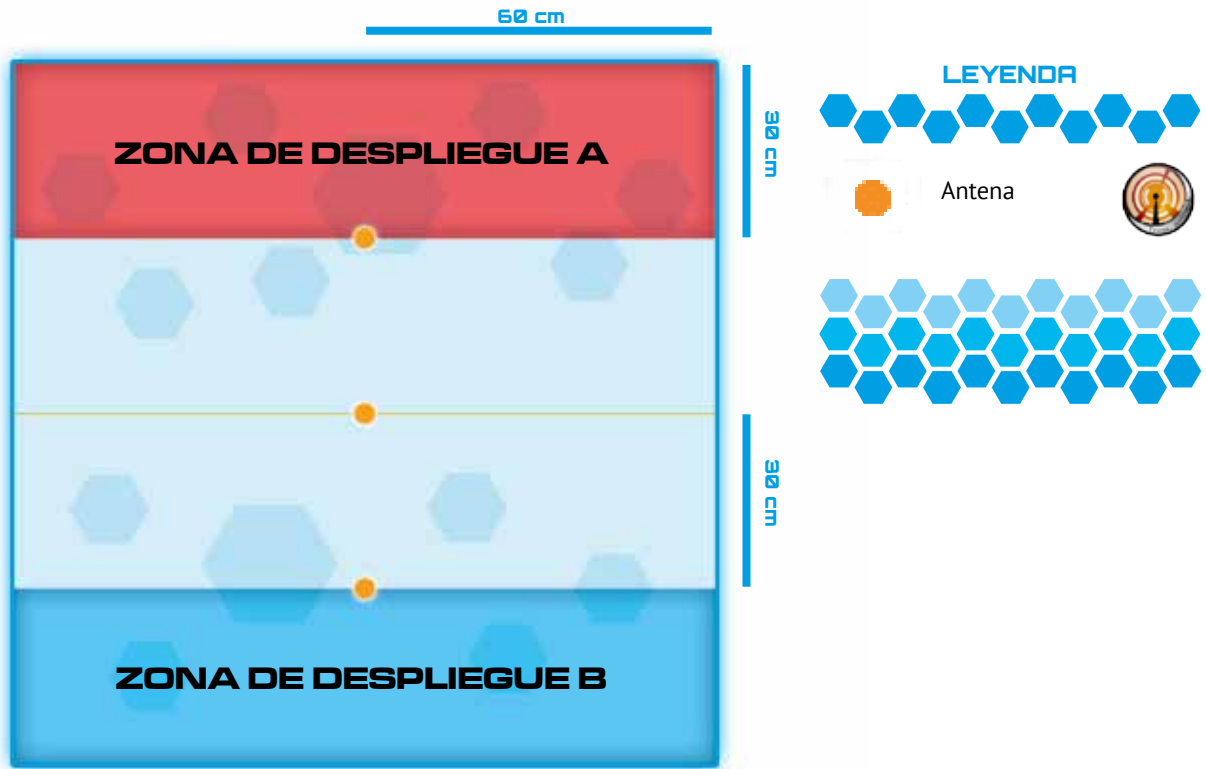 60 cm
LEYENDA
30 cm
ZONA DE DESPLIEGUE A
Antena
30 cm
ZONA DE DESPLIEGUE B